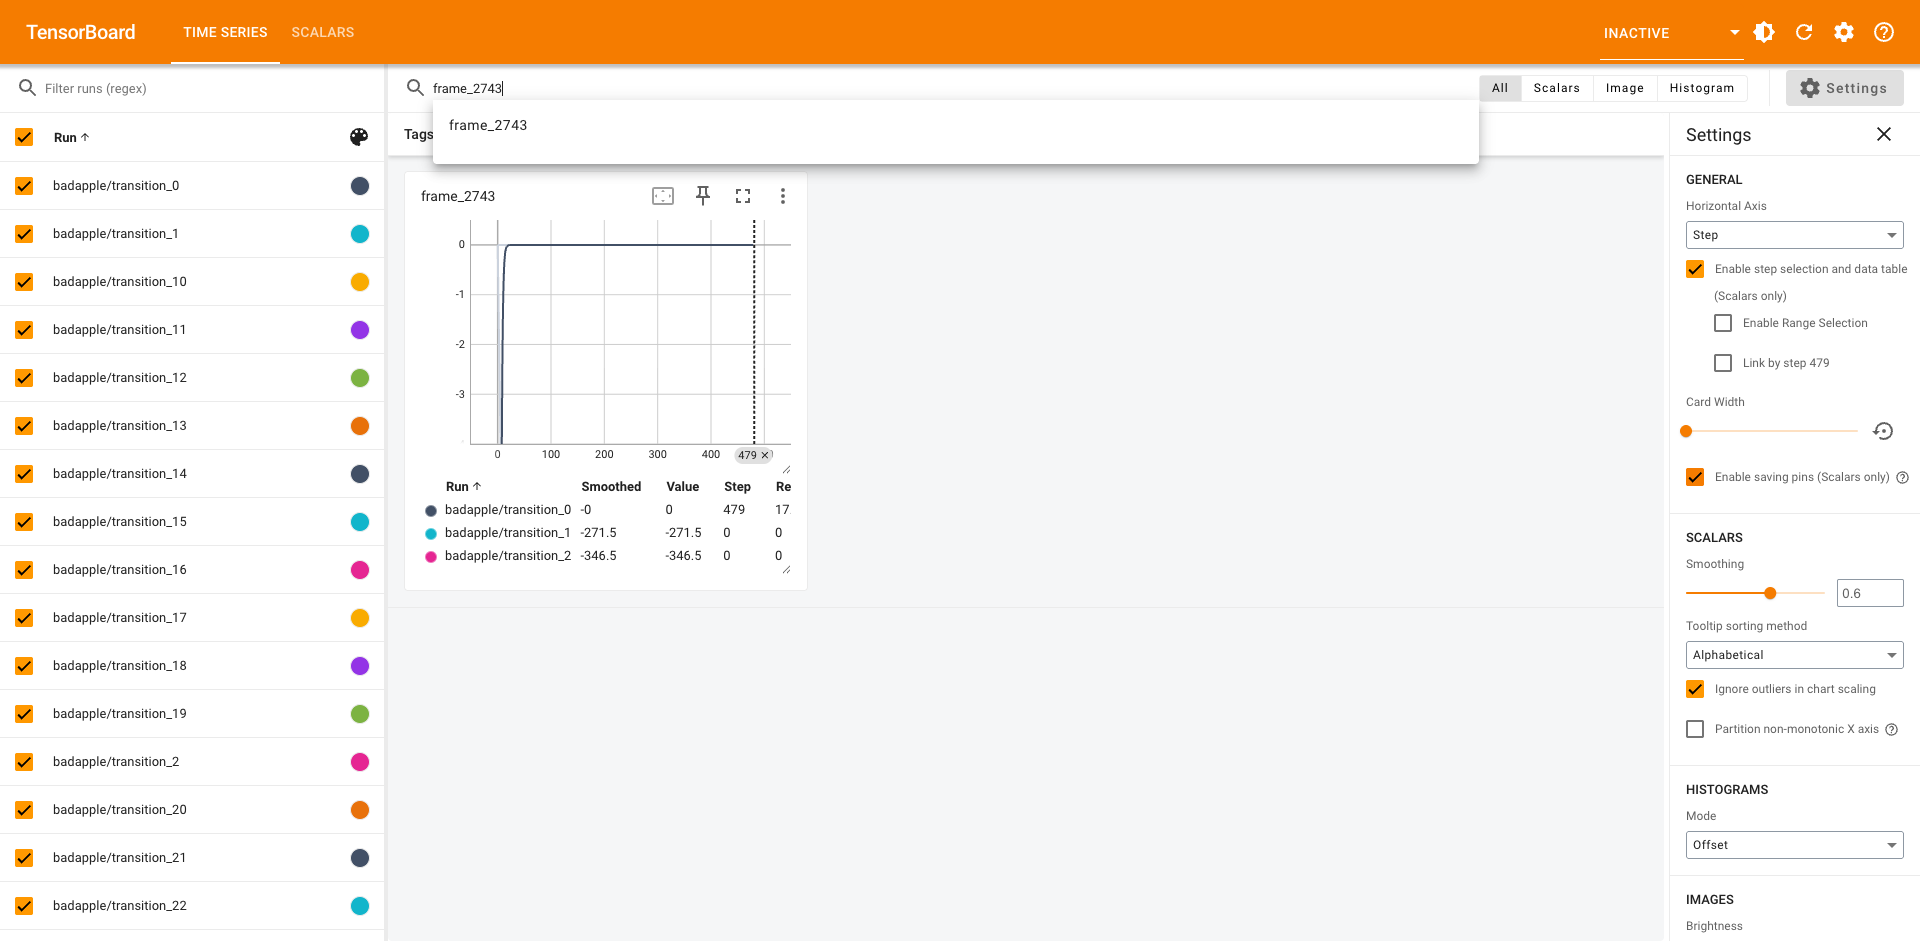 TensorBoard TIME SERIES SCALARS INACTIVE
Filter runs (regex)
Run
badapple/transition_0
badapple/transition_1
badapple/transition_10
badapple/transition_11
badapple/transition_12
badapple/transition_13
badapple/transition_14
badapple/transition_15
badapple/transition_16
badapple/transition_17
badapple/transition_18
badapple/transition_19
badapple/transition_2
badapple/transition_20
badapple/transition_21
badapple/transition_22
frame_2743
All Scalars Image Histogram Settings
frame_2743
Tags
frame_2743
0
-1
-2
-3
0 100 200 300 400 479
Run Smoothed Value Step Re
badapple/transition_0 -0 0 479 17
badapple/transition_1 -271.5 -271.5 0 0
badapple/transition_2 -346.5 -346.5 0 0
Settings
GENERAL
Horizontal Axis
Step
Enable step selection and data table
(Scalars only)
Enable Range Selection
Link by step 479
Card Width
Enable saving pins (Scalars only)
SCALARS
Smoothing
0.6
Tooltip sorting method
Alphabetical
Ignore outliers in chart scaling
Partition non-monotonic X axis
HISTOGRAMS
Mode
Offset
IMAGES
Brightness